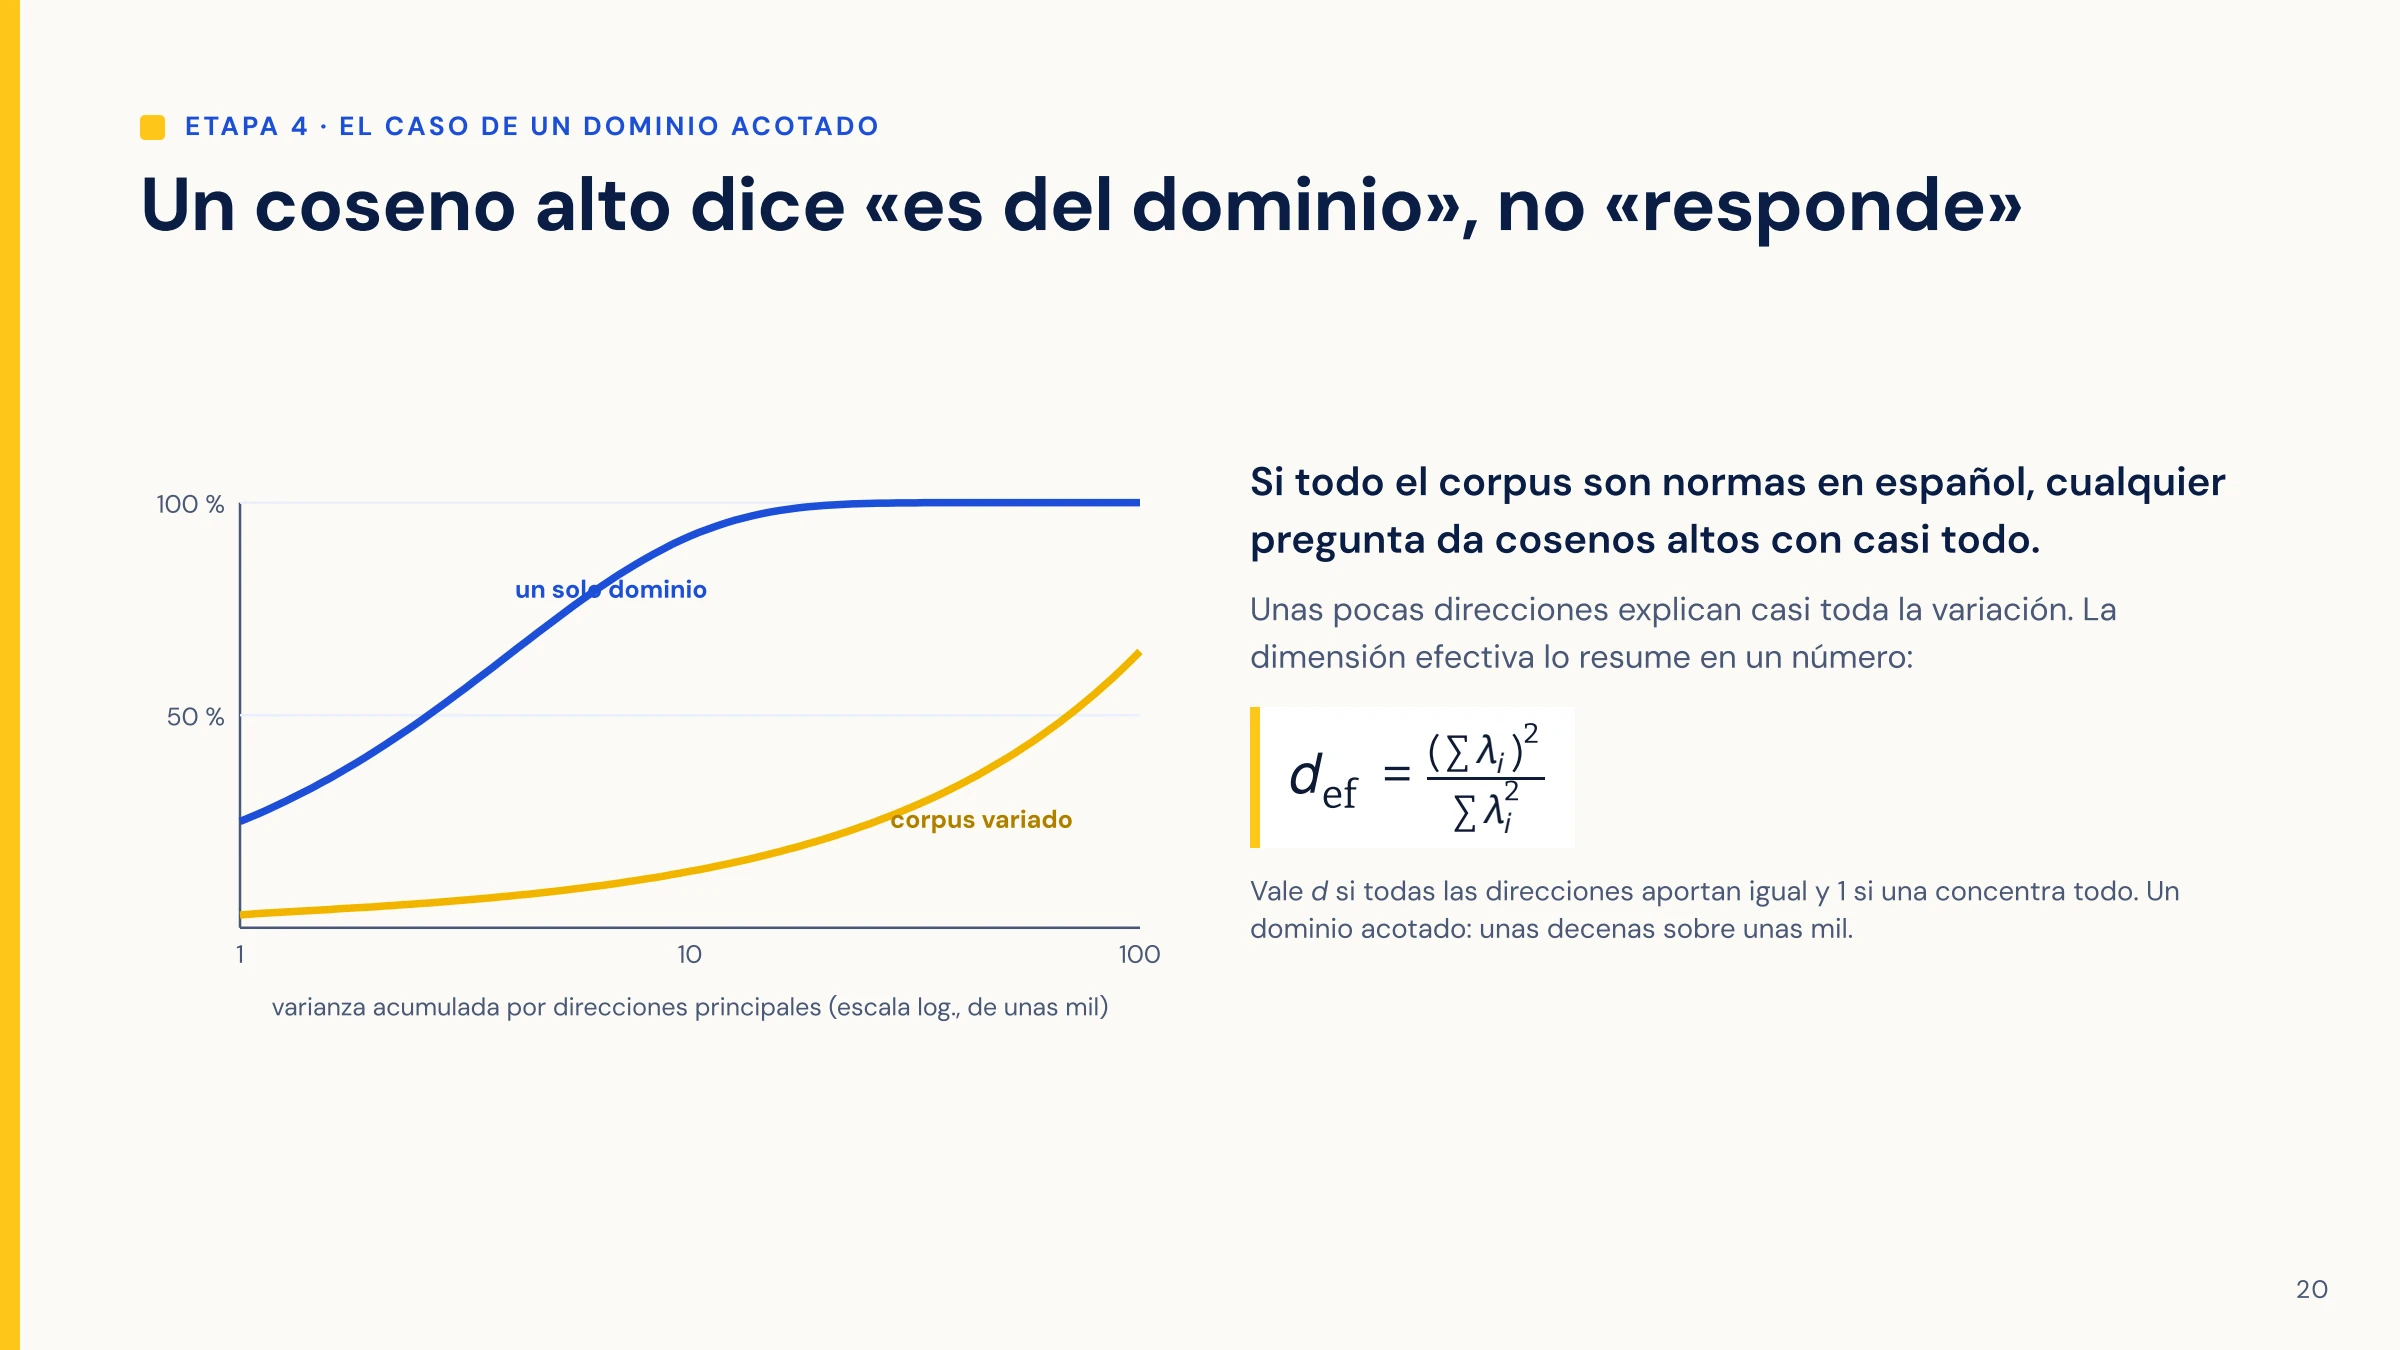 ETAPA 4 · EL CASO DE UN DOMINIO ACOTADO
Un coseno alto dice «es del dominio», no «responde»
100 %
50 %
un solo dominio
corpus variado
1
10
100
varianza acumulada por direcciones principales (escala log., de unas mil)
Si todo el corpus son normas en español, cualquier
pregunta da cosenos altos con casi todo.
Unas pocas direcciones explican casi toda la variación. La
dimensión efectiva lo resume en un número:
d_ef = (∑ λ_i)^2 / ∑ λ_i^2
Vale d si todas las direcciones aportan igual y 1 si una concentra todo. Un
dominio acotado: unas decenas sobre unas mil.
20